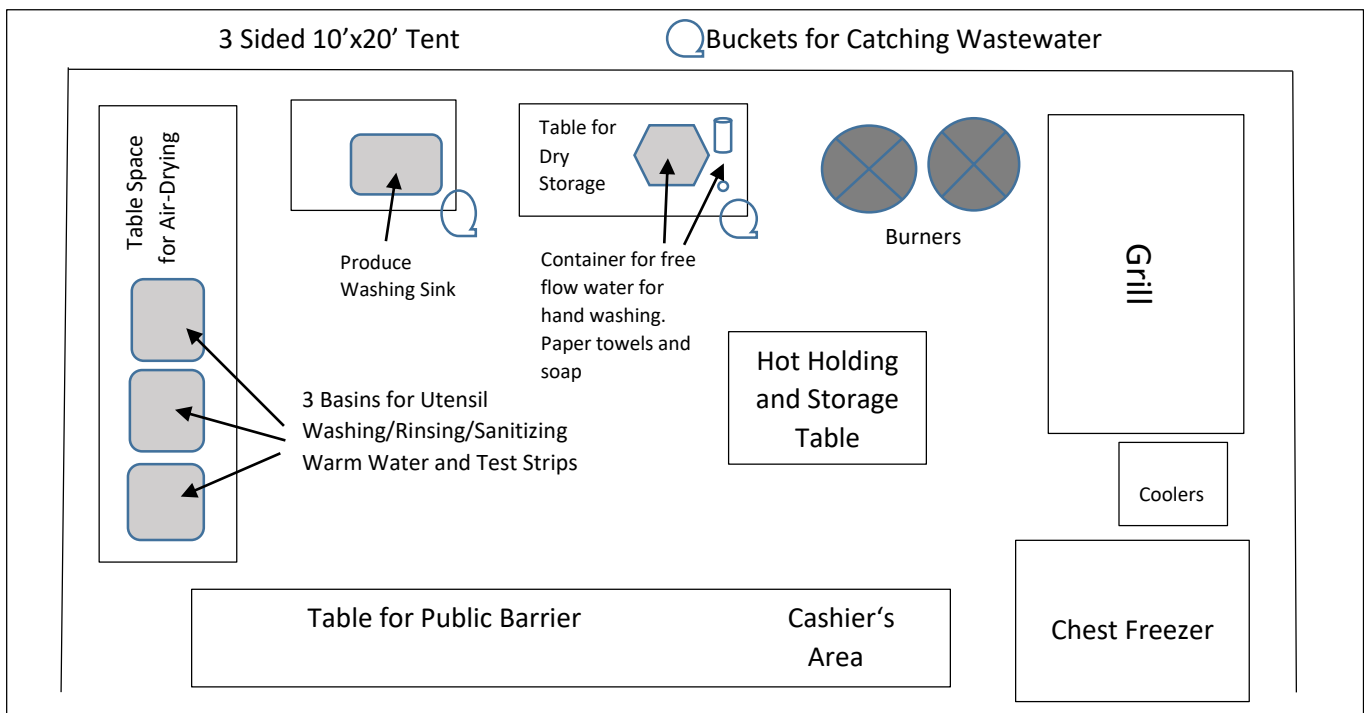 3 Sided 10’x20’ Tent
Buckets for Catching Wastewater
Table Space
for Air-Drying
Produce
Washing Sink
Table for
Dry
Storage
Container for free
flow water for
hand washing.
Paper towels and
soap
Burners
Grill
3 Basins for Utensil
Washing/Rinsing/Sanitizing
Warm Water and Test Strips
Hot Holding
and Storage
Table
Coolers
Table for Public Barrier
Cashier‘s
Area
Chest Freezer